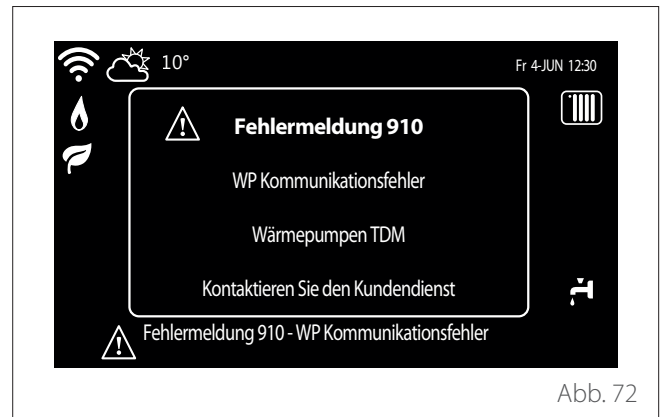 10°
Fr 4-JUN 12:30
Fehlermeldung 910
WP Kommunikationsfehler
Wärmepumpen TDM
Kontaktieren Sie den Kundendienst
Fehlermeldung 910 - WP Kommunikationsfehler
Abb. 72